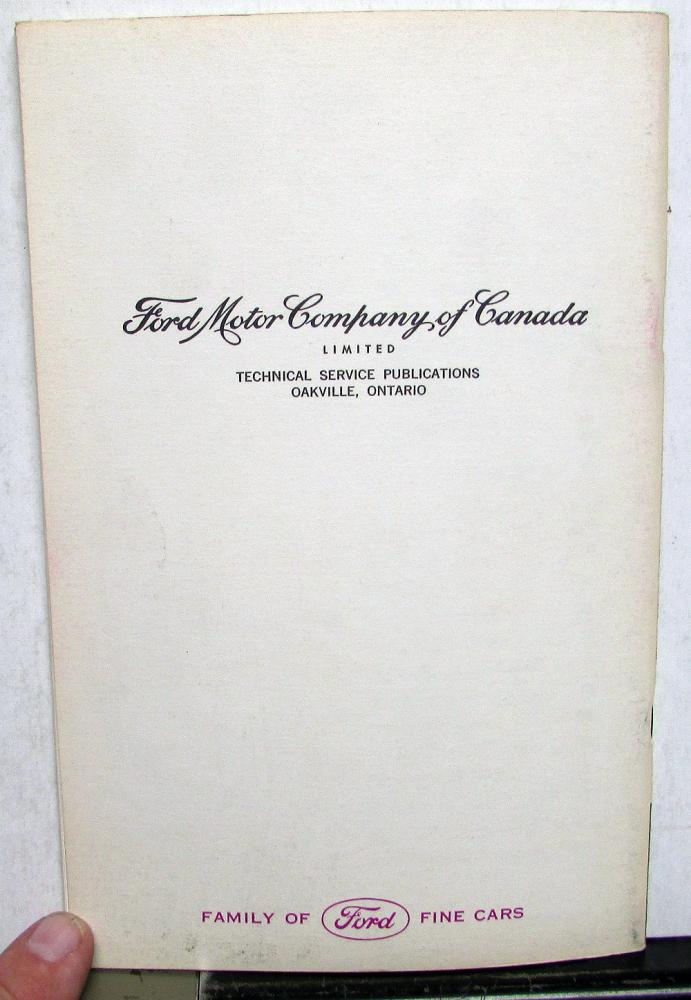 Ford Motor Company of Canada
LIMITED
TECHNICAL SERVICE PUBLICATIONS
OAKVILLE, ONTARIO
FAMILY OF Ford FINE CARS